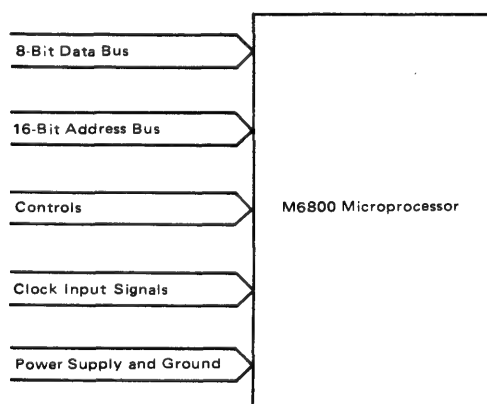 8-Bit Data Bus
16-Bit Address Bus
Controls
M6800 Microprocessor
Clock Input Signals
Power Supply and Ground